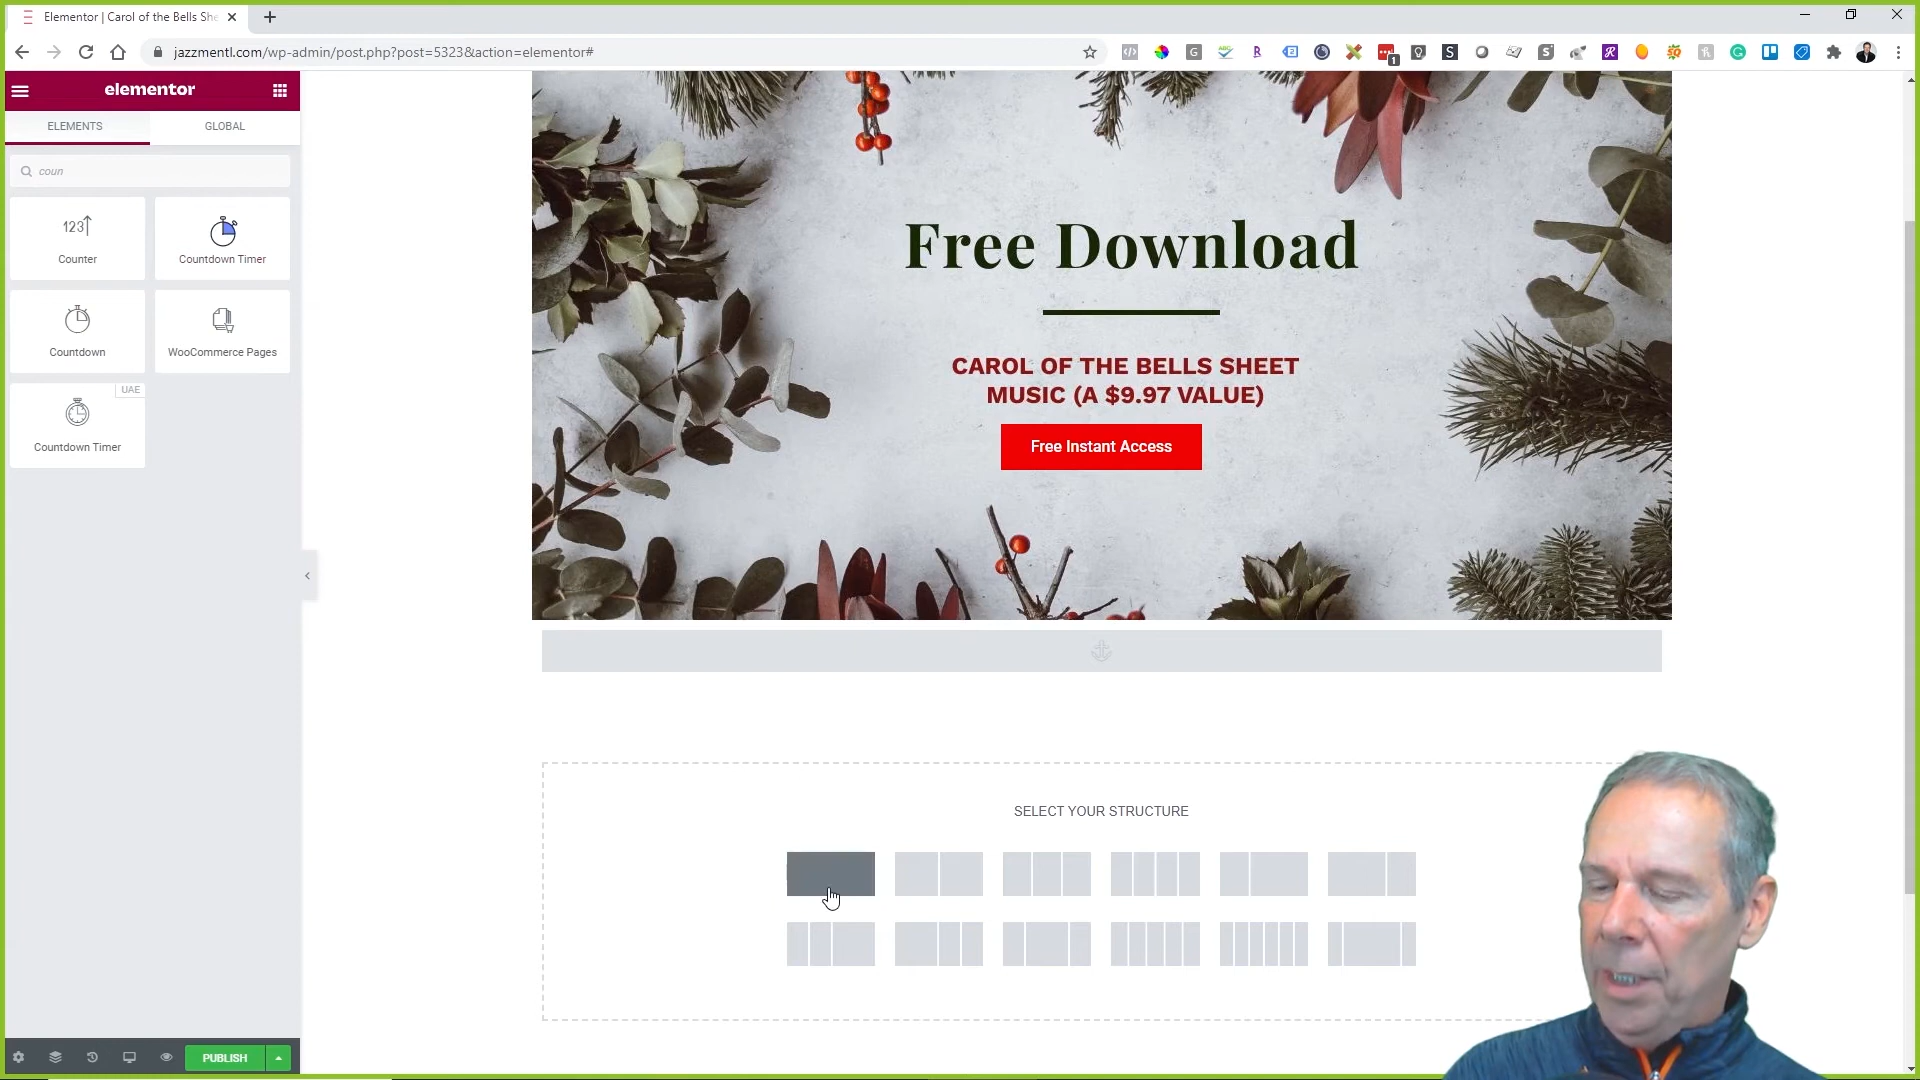 Elementor | Carol of the Bells She
jazzmentl.com/wp-admin/post.php?post=5323&action=elementor#
elementor
ELEMENTS
GLOBAL
coun
123
Counter
Countdown Timer
Countdown
WooCommerce Pages
UAE
Countdown Timer
PUBLISH
Free Download
CAROL OF THE BELLS SHEET
MUSIC (A $9.97 VALUE)
Free Instant Access
SELECT YOUR STRUCTURE